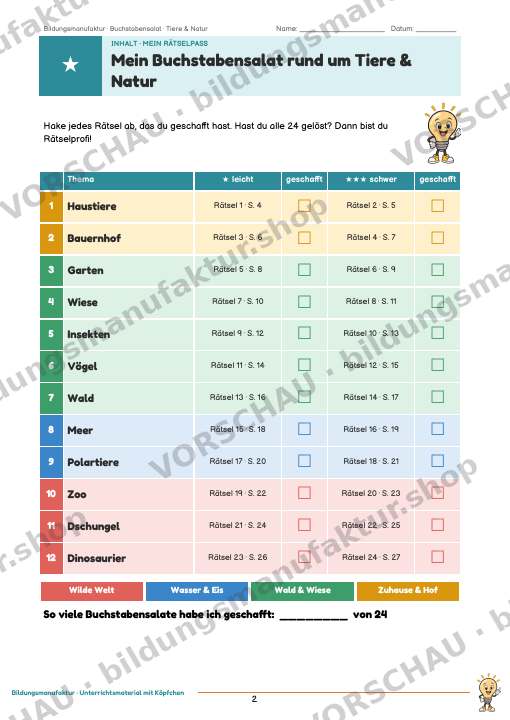 Bildungsmanufaktur · Buchstabensalat · Tiere & Natur Name: ____________________ Datum: __________
INHALT · MEIN RÄTSELPASS
Mein Buchstabensalat rund um Tiere &
Natur
Hake jedes Rätsel ab, das du geschafft hast. Hast du alle 24 gelöst? Dann bist du
Rätselprofi!
Thema ★ leicht geschafft ★★★ schwer geschafft
1 Haustiere Rätsel 1 · S. 4 ☐ Rätsel 2 · S. 5 ☐
2 Bauernhof Rätsel 3 · S. 6 ☐ Rätsel 4 · S. 7 ☐
3 Garten Rätsel 5 · S. 8 ☐ Rätsel 6 · S. 9 ☐
4 Wiese Rätsel 7 · S. 10 ☐ Rätsel 8 · S. 11 ☐
5 Insekten Rätsel 9 · S. 12 ☐ Rätsel 10 · S. 13 ☐
6 Vögel Rätsel 11 · S. 14 ☐ Rätsel 12 · S. 15 ☐
7 Wald Rätsel 13 · S. 16 ☐ Rätsel 14 · S. 17 ☐
8 Meer Rätsel 15 · S. 18 ☐ Rätsel 16 · S. 19 ☐
9 Polartiere Rätsel 17 · S. 20 ☐ Rätsel 18 · S. 21 ☐
10 Zoo Rätsel 19 · S. 22 ☐ Rätsel 20 · S. 23 ☐
11 Dschungel Rätsel 21 · S. 24 ☐ Rätsel 22 · S. 25 ☐
12 Dinosaurier Rätsel 23 · S. 26 ☐ Rätsel 24 · S. 27 ☐
Wilde Welt Wasser & Eis Wald & Wiese Zuhause & Hof
So viele Buchstabensalate habe ich geschafft: ________ von 24
Bildungsmanufaktur · Unterrichtsmaterial mit Köpfchen
2
VORSCHAU · bildungsmanufaktur.shop